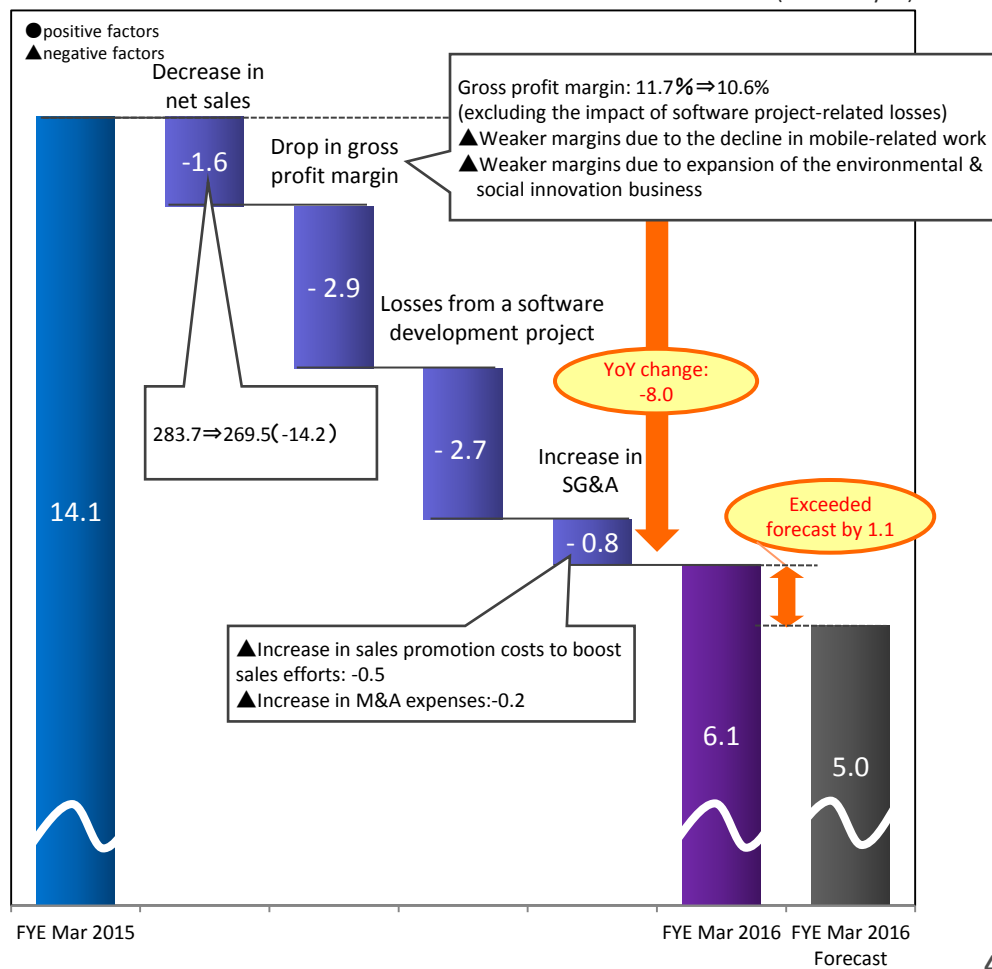 ●positive factors
▲negative factors
Decrease in
net sales
Gross profit margin: 11.7%⇒10.6%
(excluding the impact of software project-related losses)
▲Weaker margins due to the decline in mobile-related work
▲Weaker margins due to expansion of the environmental &
social innovation business
-1.6
Drop in gross
profit margin
- 2.9
Losses from a software
development project
YoY change:
-8.0
283.7⇒269.5(-14.2)
- 2.7
Increase in
SG&A
Exceeded
forecast by 1.1
14.1
- 0.8
▲Increase in sales promotion costs to boost
sales efforts: -0.5
▲Increase in M&A expenses:-0.2
6.1
5.0
FYE Mar 2015
FYE Mar 2016
FYE Mar 2016
Forecast